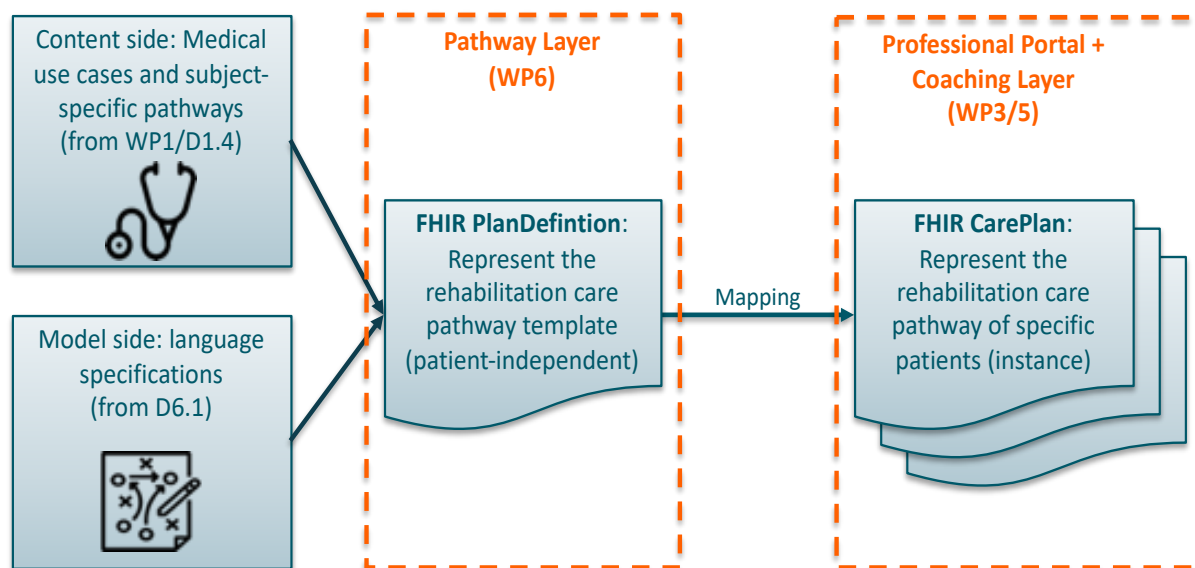 Content side: Medical
use cases and subject-
specific pathways
(from WP1/D1.4)
Model side: language
specifications
(from D6.1)
Pathway Layer
(WP6)
FHIR PlanDefintion:
Represent the
rehabilitation care
pathway template
(patient-independent)
Mapping
Professional Portal +
Coaching Layer
(WP3/5)
FHIR CarePlan:
Represent the
rehabilitation care
pathway of specific
patients (instance)